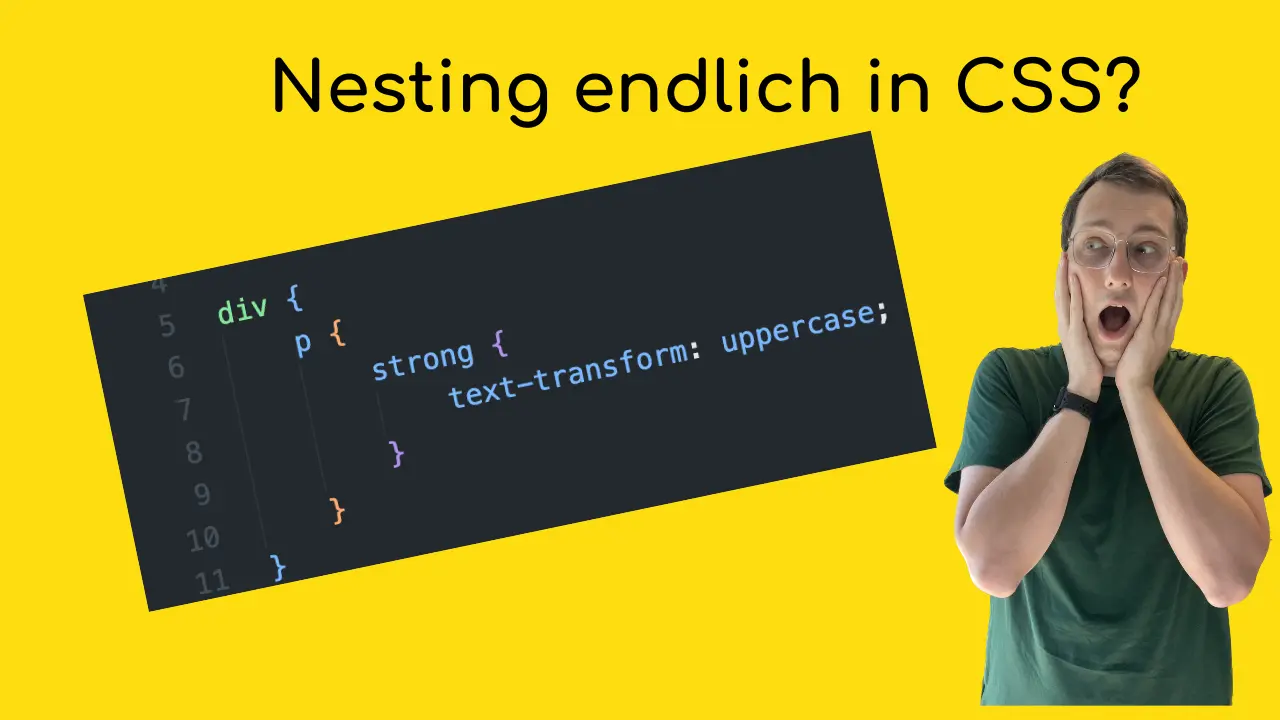 Nesting endlich in CSS?
4
5 div {
6 p {
7 strong {
8 text-transform: uppercase;
9 }
10 }
11 }